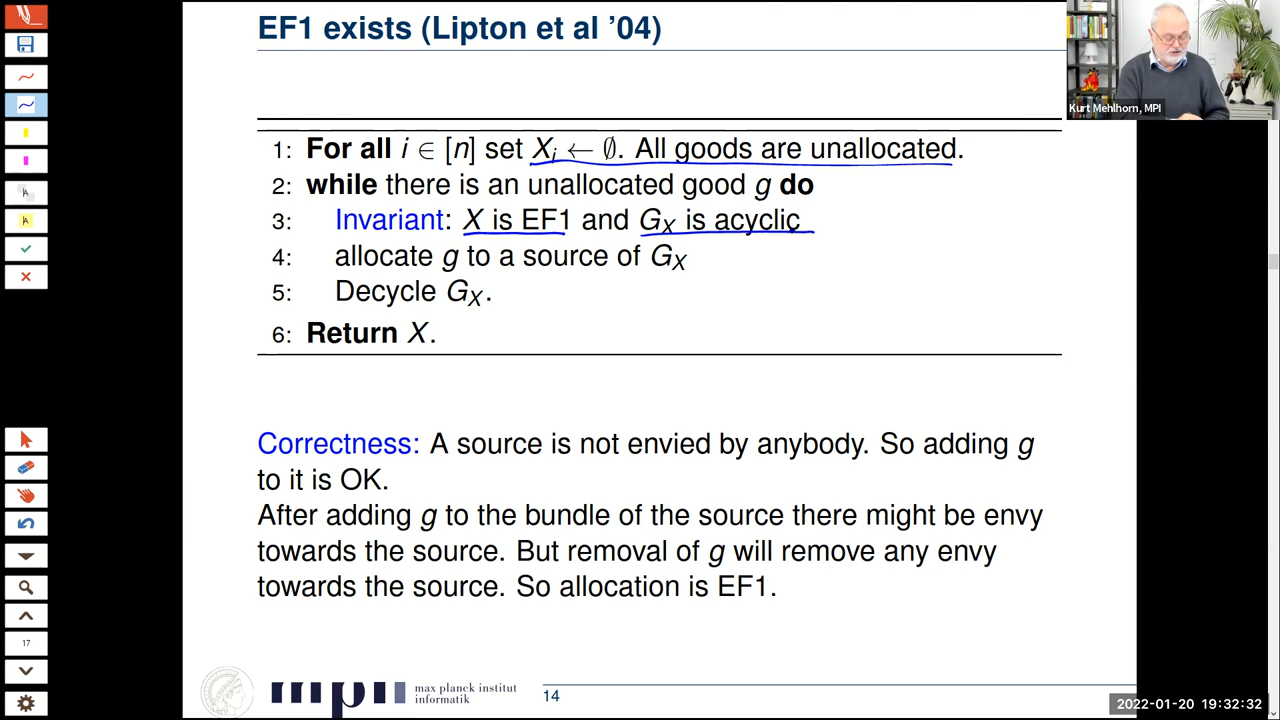 EF1 exists (Lipton et al ’04)
Kurt Mehlhorn, MPI
1: For all i ∈ [n] set Xᵢ ← ∅. All goods are unallocated.
2: while there is an unallocated good g do
3: Invariant: X is EF1 and G_X is acyclic
4: allocate g to a source of G_X
5: Decycle G_X.
6: Return X.
Correctness: A source is not envied by anybody. So adding g
to it is OK.
After adding g to the bundle of the source there might be envy
towards the source. But removal of g will remove any envy
towards the source. So allocation is EF1.
17
mpii
max planck institut
informatik
14
2022-01-20 19:32:32